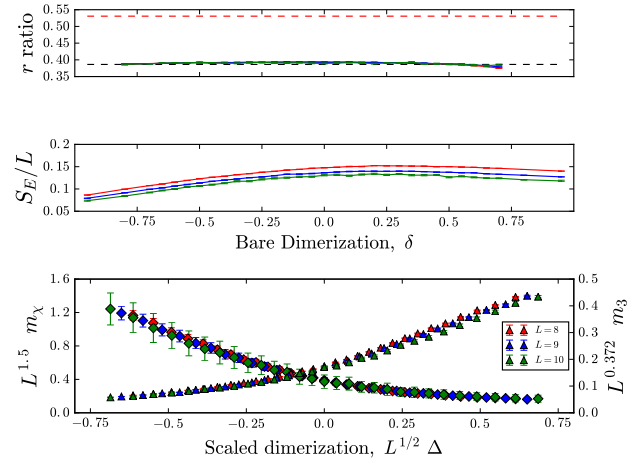 r ratio
0.55
0.50
0.45
0.40
0.35
S_E/L
0.2
0.15
0.1
0.05
−0.75 −0.5 −0.25 0.0 0.25 0.5 0.75
Bare Dimerization, δ
L^{1.5} m_χ
1.6
1.2
0.8
0.4
0.0
0.5
0.4
0.3
0.2
0.1
0.0
L^{0.372} m_3
L=8
L=9
L=10
−0.75 −0.5 −0.25 0.0 0.25 0.5 0.75
Scaled dimerization, L^{1/2} Δ